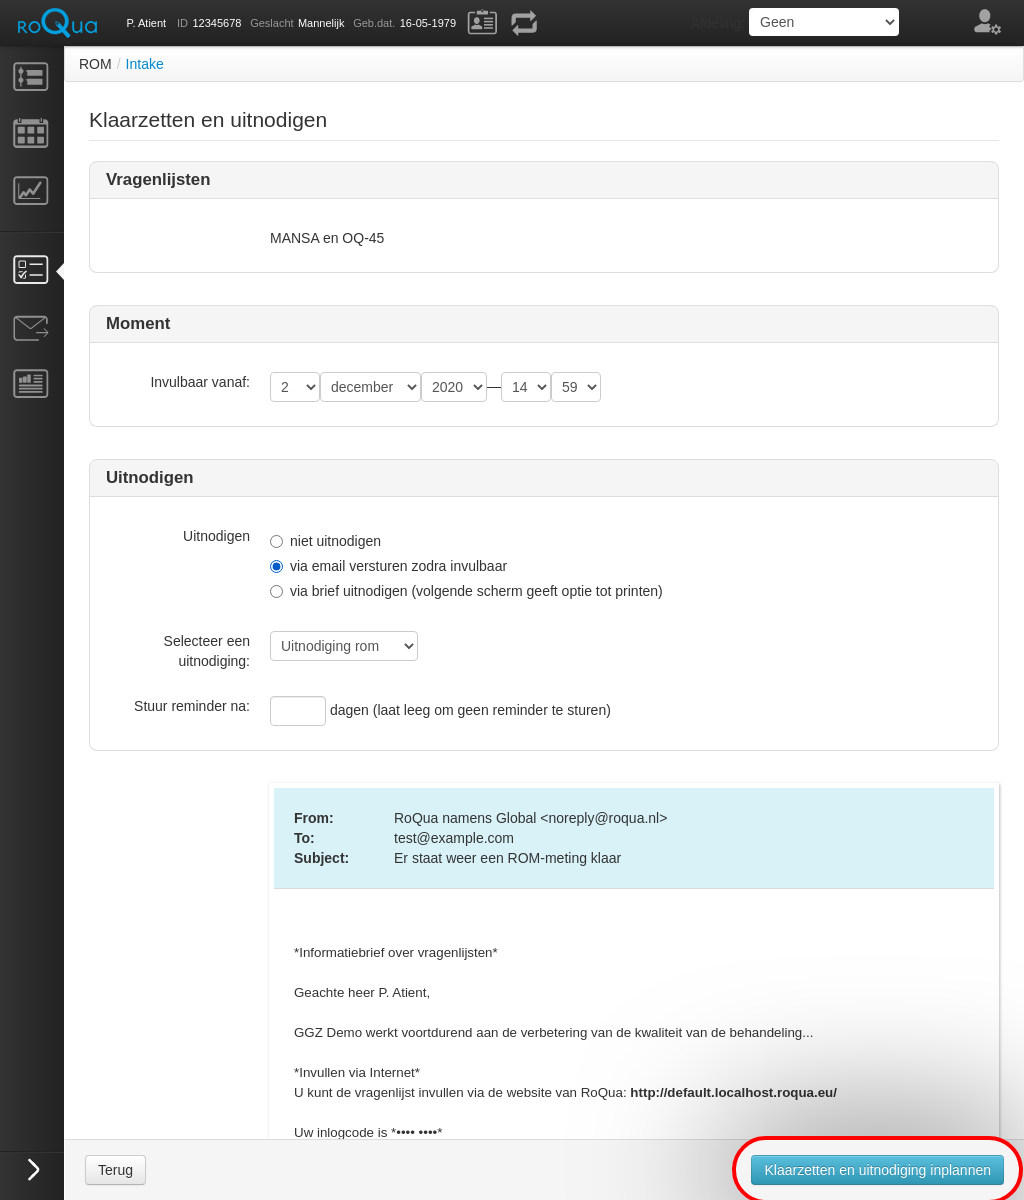 RoQua P. Atient ID 12345678 Geslacht Mannelijk Geb.dat. 16-05-1979 Afdeling Geen
ROM / Intake
Klaarzetten en uitnodigen
Vragenlijsten
MANSA en OQ-45
Moment
Invulbaar vanaf: 2 december 2020 — 14 59
Uitnodigen
Uitnodigen
niet uitnodigen
via email versturen zodra invulbaar
via brief uitnodigen (volgende scherm geeft optie tot printen)
Selecteer een
uitnodiging:
Uitnodiging rom
Stuur reminder na: dagen (laat leeg om geen reminder te sturen)
From: RoQua namens Global <noreply@roqua.nl>
To: test@example.com
Subject: Er staat weer een ROM-meting klaar
*Informatiebrief over vragenlijsten*
Geachte heer P. Atient,
GGZ Demo werkt voortdurend aan de verbetering van de kwaliteit van de behandeling...
*Invullen via Internet*
U kunt de vragenlijst invullen via de website van RoQua: http://default.localhost.roqua.eu/
Uw inlogcode is *•••• ••••*
Terug Klaarzetten en uitnodiging inplannen